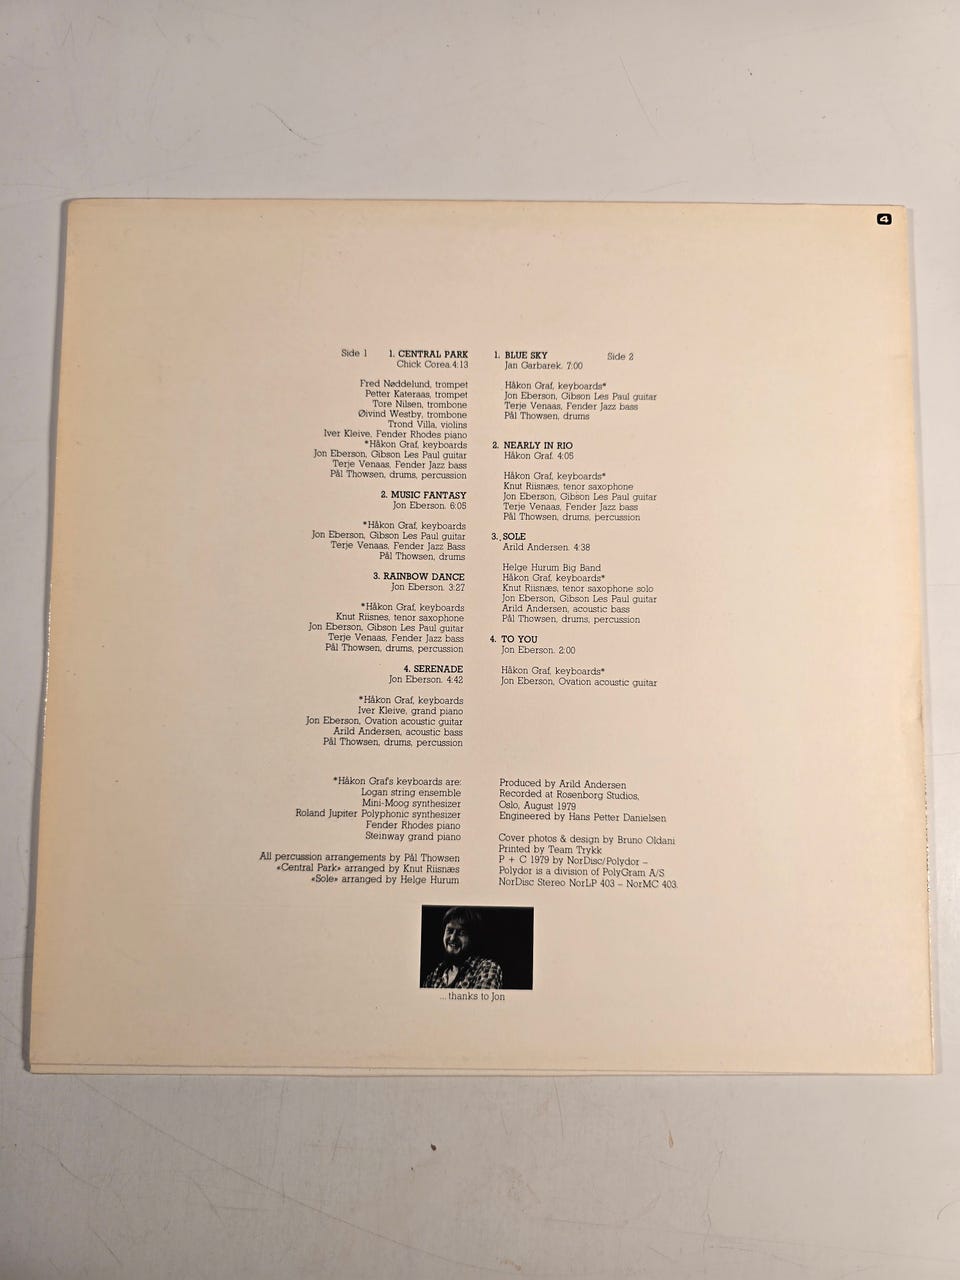 4
Side 1 1. CENTRAL PARK
Chick Corea. 4:13
Fred Nøddelund, trompet
Petter Kateraas, trompet
Tore Nilsen, trombone
Øivind Westby, trombone
Trond Villa, violins
Iver Kleive, Fender Rhodes piano
*Håkon Graf, keyboards
Jon Eberson, Gibson Les Paul guitar
Terje Venaas, Fender Jazz bass
Pål Thowsen, drums, percussion
2. MUSIC FANTASY
Jon Eberson. 6:05
*Håkon Graf, keyboards
Jon Eberson, Gibson Les Paul guitar
Terje Venaas, Fender Jazz Bass
Pål Thowsen, drums
3. RAINBOW DANCE
Jon Eberson. 3:27
*Håkon Graf, keyboards
Knut Riisnes, tenor saxophone
Jon Eberson, Gibson Les Paul guitar
Terje Venaas, Fender Jazz bass
Pål Thowsen, drums, percussion
4. SERENADE
Jon Eberson. 4:42
*Håkon Graf, keyboards
Iver Kleive, grand piano
Jon Eberson, Ovation acoustic guitar
Arild Andersen, acoustic bass
Pål Thowsen, drums, percussion
*Håkon Graf's keyboards are:
Logan string ensemble
Mini-Moog synthesizer
Roland Jupiter Polyphonic synthesizer
Fender Rhodes piano
Steinway grand piano
All percussion arrangements by Pål Thowsen
«Central Park» arranged by Knut Riisnæs
«Sole» arranged by Helge Hurum
1. BLUE SKY Side 2
Jan Garbarek. 7:00
Håkon Graf, keyboards*
Jon Eberson, Gibson Les Paul guitar
Terje Venaas, Fender Jazz bass
Pål Thowsen, drums
2. NEARLY IN RIO
Håkon Graf. 4:05
Håkon Graf, keyboards*
Knut Riisnæs, tenor saxophone
Jon Eberson, Gibson Les Paul guitar
Terje Venaas, Fender Jazz bass
Pål Thowsen, drums, percussion
3. SOLE
Arild Andersen. 4:38
Helge Hurum Big Band
Håkon Graf, keyboards*
Knut Riisnæs, tenor saxophone solo
Jon Eberson, Gibson Les Paul guitar
Arild Andersen, acoustic bass
Pål Thowsen, drums, percussion
4. TO YOU
Jon Eberson. 2:00
Håkon Graf, keyboards*
Jon Eberson, Ovation acoustic guitar
Produced by Arild Andersen
Recorded at Rosenborg Studios,
Oslo, August 1979
Engineered by Hans Petter Danielsen
Cover photos & design by Bruno Oldani
Printed by Team Trykk
P + C 1979 by NorDisc/Polydor –
Polydor is a division of PolyGram A/S
NorDisc Stereo NorLP 403 – NorMC 403.
... thanks to Jon